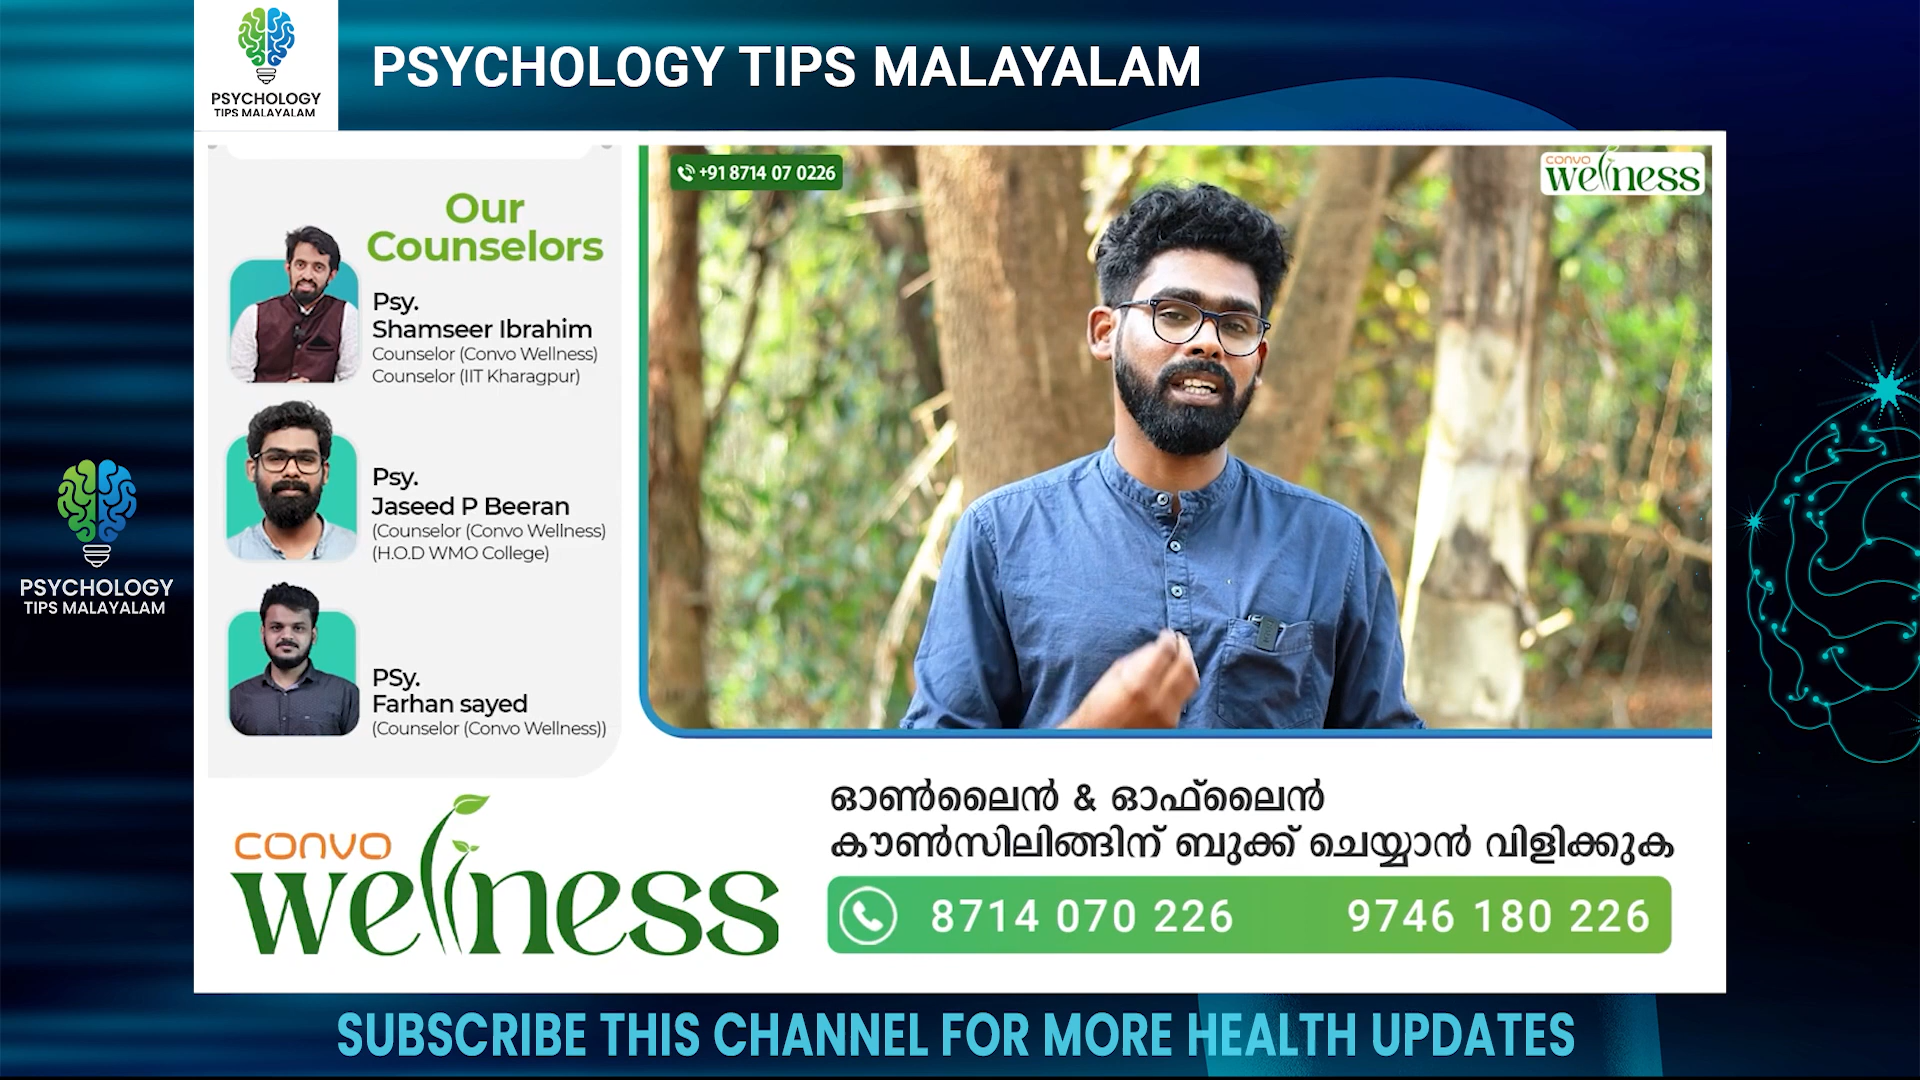 PSYCHOLOGY
TIPS MALAYALAM
PSYCHOLOGY TIPS MALAYALAM
Our
Counselors
Psy.
Shamseer Ibrahim
Counselor (Convo Wellness)
Counselor (IIT Kharagpur)
Psy.
Jaseed P Beeran
(Counselor (Convo Wellness)
(H.O.D WMO College)
PSy.
Farhan sayed
(Counselor (Convo Wellness))
+91 8714 07 0226
convo
wellness
PSYCHOLOGY
TIPS MALAYALAM
convo
wellness
ഓൺലൈൻ & ഓഫ്‌ലൈൻ
കൗൺസിലിങ്ങിന് ബുക്ക് ചെയ്യാൻ വിളിക്കുക
8714 070 226 9746 180 226
SUBSCRIBE THIS CHANNEL FOR MORE HEALTH UPDATES